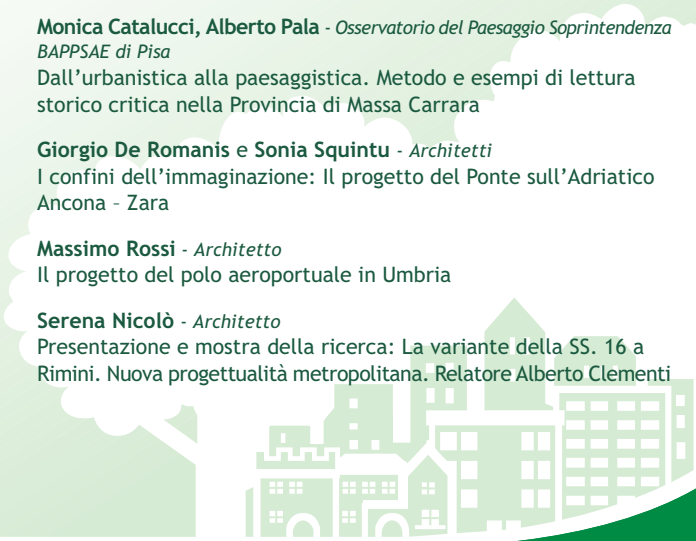 Monica Catalucci, Alberto Pala - Osservatorio del Paesaggio Soprintendenza
BAPPSAE di Pisa
Dall’urbanistica alla paesaggistica. Metodo e esempi di lettura
storico critica nella Provincia di Massa Carrara
Giorgio De Romanis e Sonia Squintu - Architetti
I confini dell’immaginazione: Il progetto del Ponte sull’Adriatico
Ancona – Zara
Massimo Rossi - Architetto
Il progetto del polo aeroportuale in Umbria
Serena Nicolò - Architetto
Presentazione e mostra della ricerca: La variante della SS. 16 a
Rimini. Nuova progettualità metropolitana. Relatore Alberto Clementi